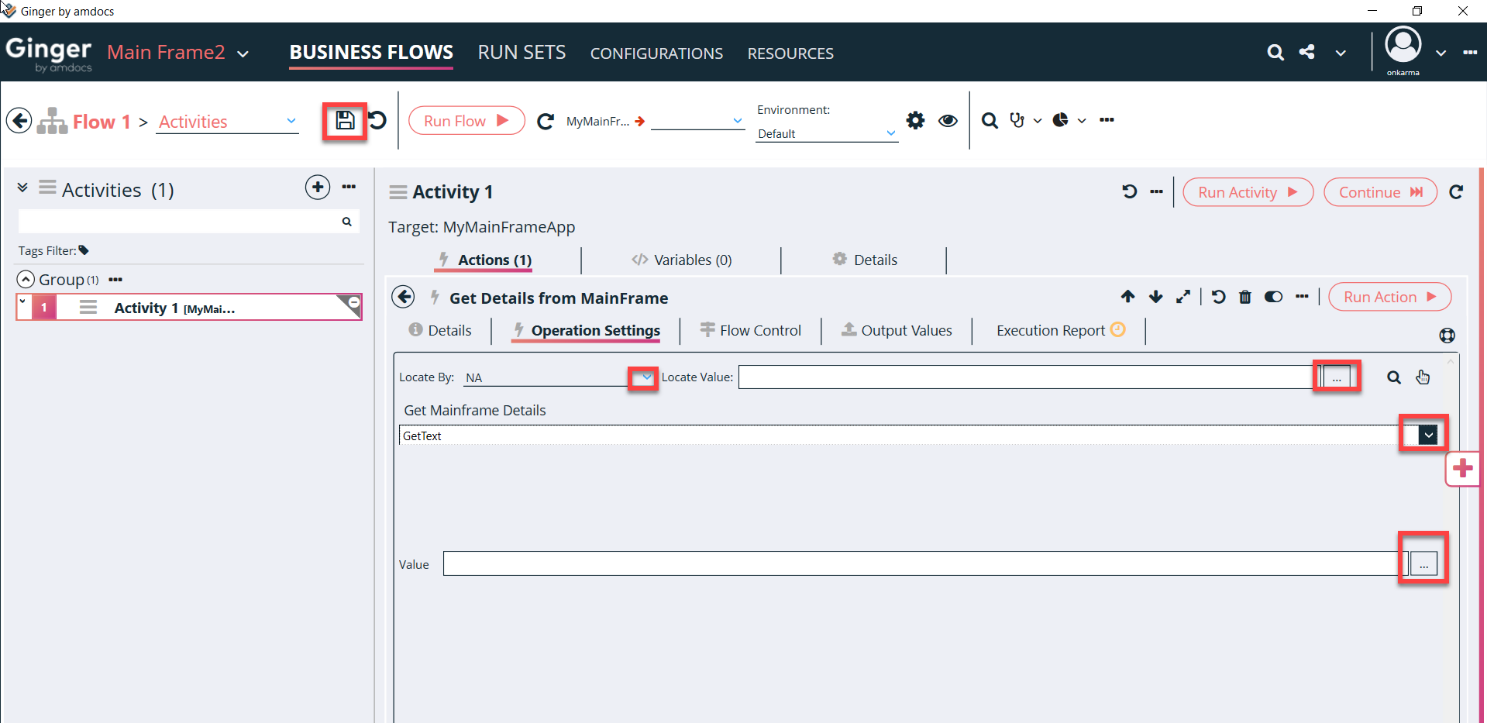 Ginger by amdocs
Ginger by amdocs Main Frame2 BUSINESS FLOWS RUN SETS CONFIGURATIONS RESOURCES
onkarma
Flow 1 > Activities Run Flow MyMainFr... Environment:
Default
Activities (1)
Tags Filter:
Group (1)
1 Activity 1 [MyMai...
Activity 1 Run Activity Continue
Target: MyMainFrameApp
Actions (1) Variables (0) Details
Get Details from MainFrame Run Action
Details Operation Settings Flow Control Output Values Execution Report
Locate By: NA Locate Value: ...
Get Mainframe Details
GetText
Value ...